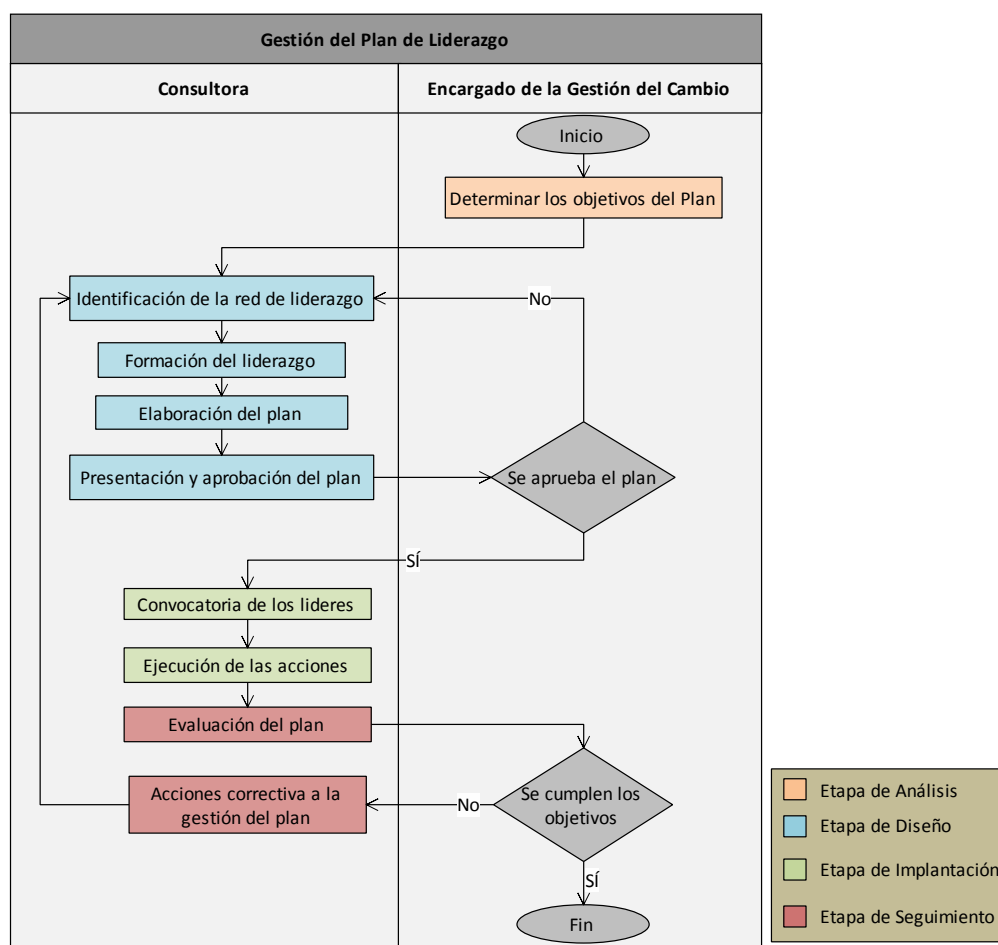 Gestión del Plan de Liderazgo
Consultora
Encargado de la Gestión del Cambio
Inicio
Determinar los objetivos del Plan
Identificación de la red de liderazgo
No
Formación del liderazgo
Elaboración del plan
Presentación y aprobación del plan
Se aprueba el plan
SÍ
Convocatoria de los lideres
Ejecución de las acciones
Evaluación del plan
Acciones correctiva a la
gestión del plan
No
Se cumplen los
objetivos
SÍ
Fin
Etapa de Análisis
Etapa de Diseño
Etapa de Implantación
Etapa de Seguimiento